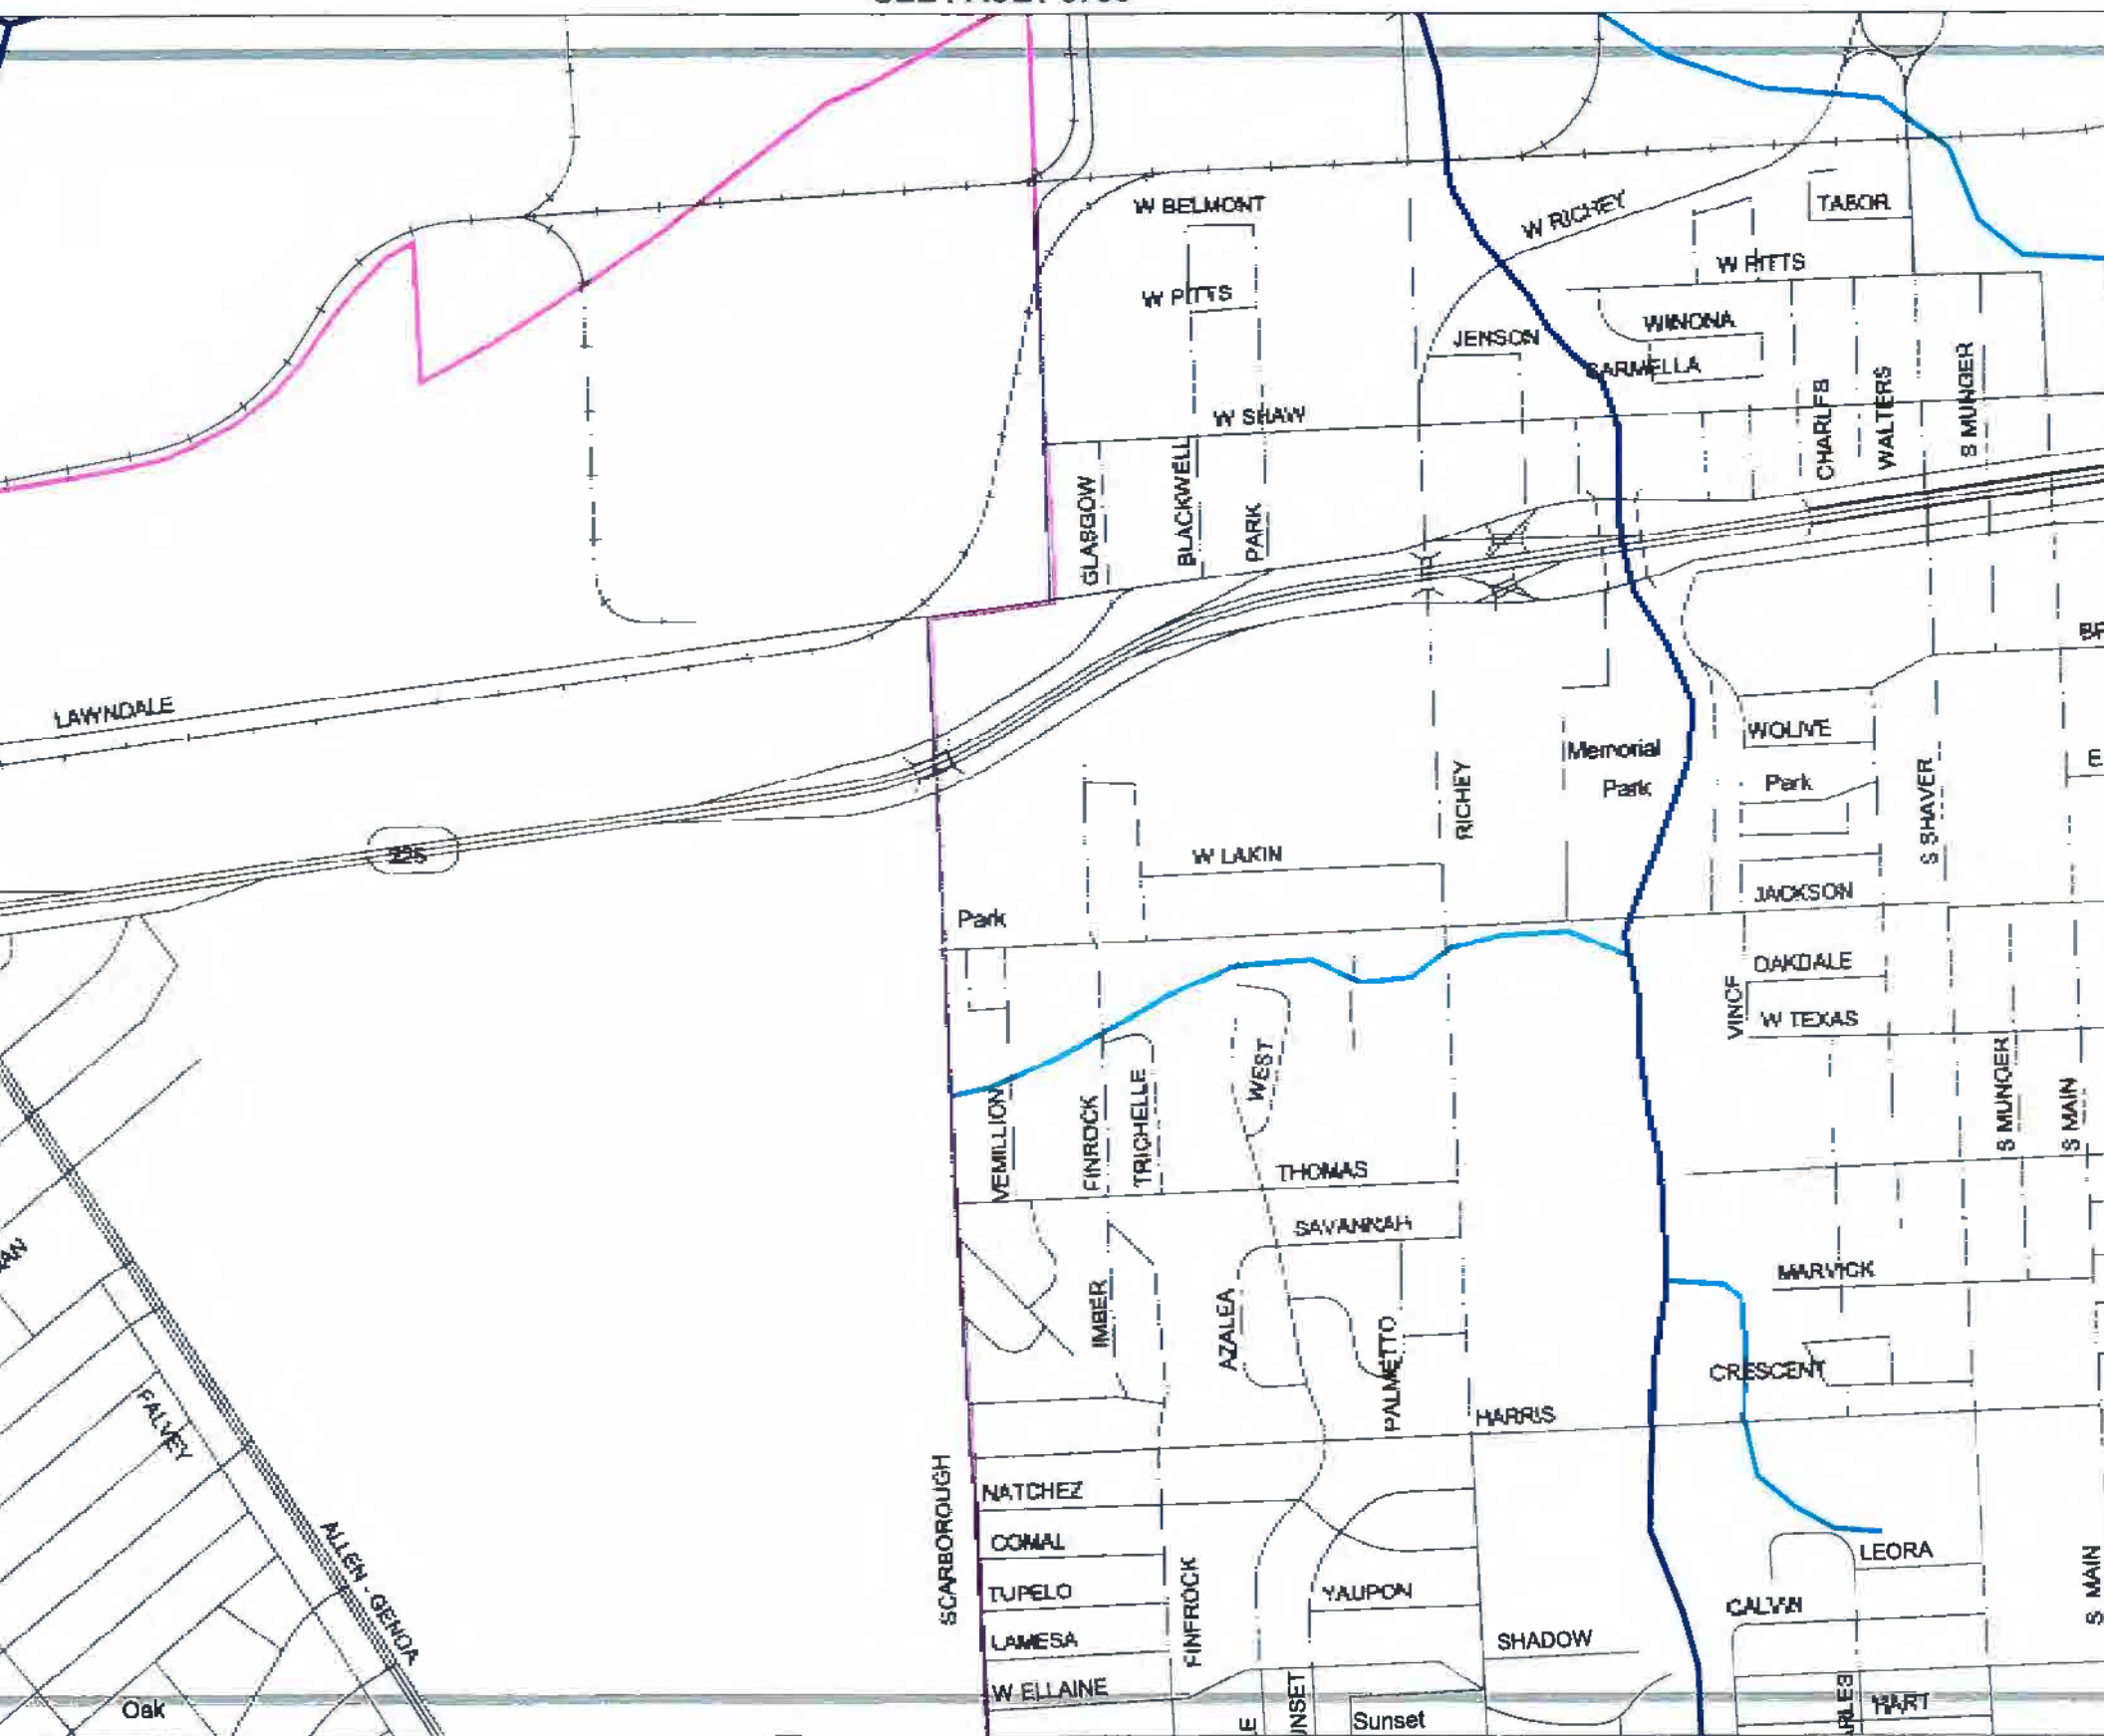 W BELMONT
W RICHEY
TABOR
W PITTS
W PITTS
WINONA
JENSON
CARMELLA
W SHAW
CHARLES
WALTERS
S MUNGER
GLASGOW
BLACKWELL
PARK
LAWNDALE
W OLIVE
Memorial
Park
Park
RICHEY
S SHAVER
225
W LAKIN
JACKSON
Park
OAKDALE
VINCE
W TEXAS
WEST
VEMILLION
FINROCK
TRICHELLE
S MUNGER
S MAIN
THOMAS
SAVANNAH
MARVICK
IMBER
AZALEA
PALMETTO
CRESCENT
HARRIS
FALVEY
SCARBOROUGH
NATCHEZ
COMAL
ALLEN - GENOA
TUPELO
FINFROCK
YAUPON
LEORA
CALVIN
S MAIN
LAMESA
SHADOW
W ELLAINE
Oak
Sunset
HART